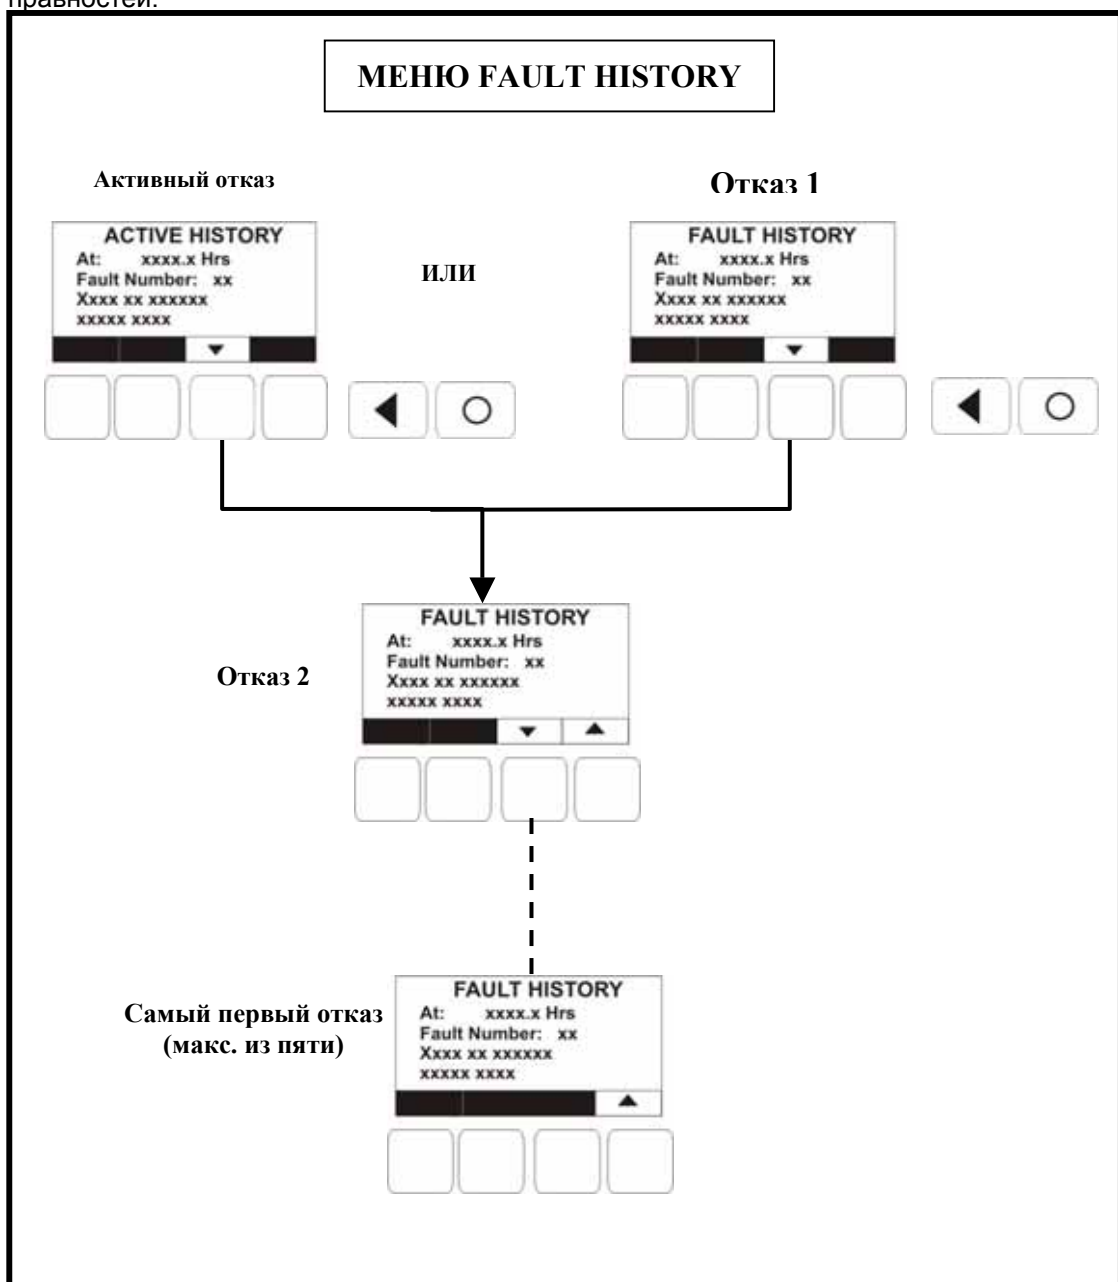 правностей.
МЕНЮ FAULT HISTORY
Активный отказ
ACTIVE HISTORY
At: xxxx.x Hrs
Fault Number: xx
Xxxx xx xxxxxx
xxxxx xxxx
ИЛИ
Отказ 1
FAULT HISTORY
At: xxxx.x Hrs
Fault Number: xx
Xxxx xx xxxxxx
xxxxx xxxx
Отказ 2
FAULT HISTORY
At: xxxx.x Hrs
Fault Number: xx
Xxxx xx xxxxxx
xxxxx xxxx
Самый первый отказ
(макс. из пяти)
FAULT HISTORY
At: xxxx.x Hrs
Fault Number: xx
Xxxx xx xxxxxx
xxxxx xxxx